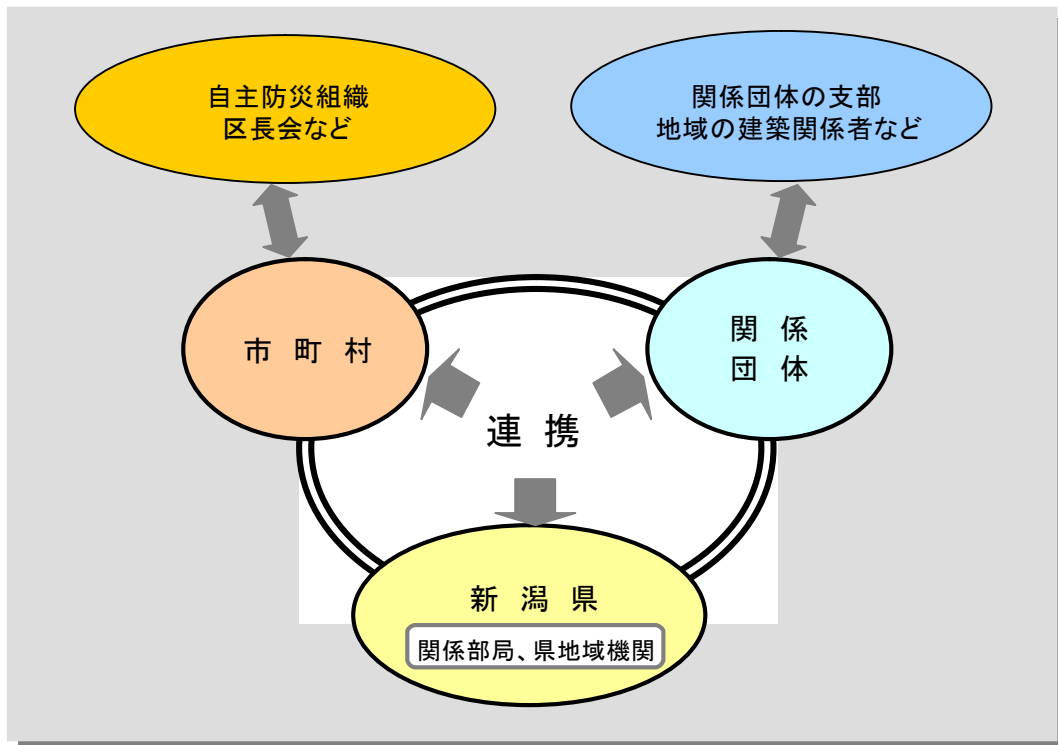 自主防災組織
区長会など
関係団体の支部
地域の建築関係者など
市 町 村
関 係
団 体
連 携
新 潟 県
関係部局、県地域機関